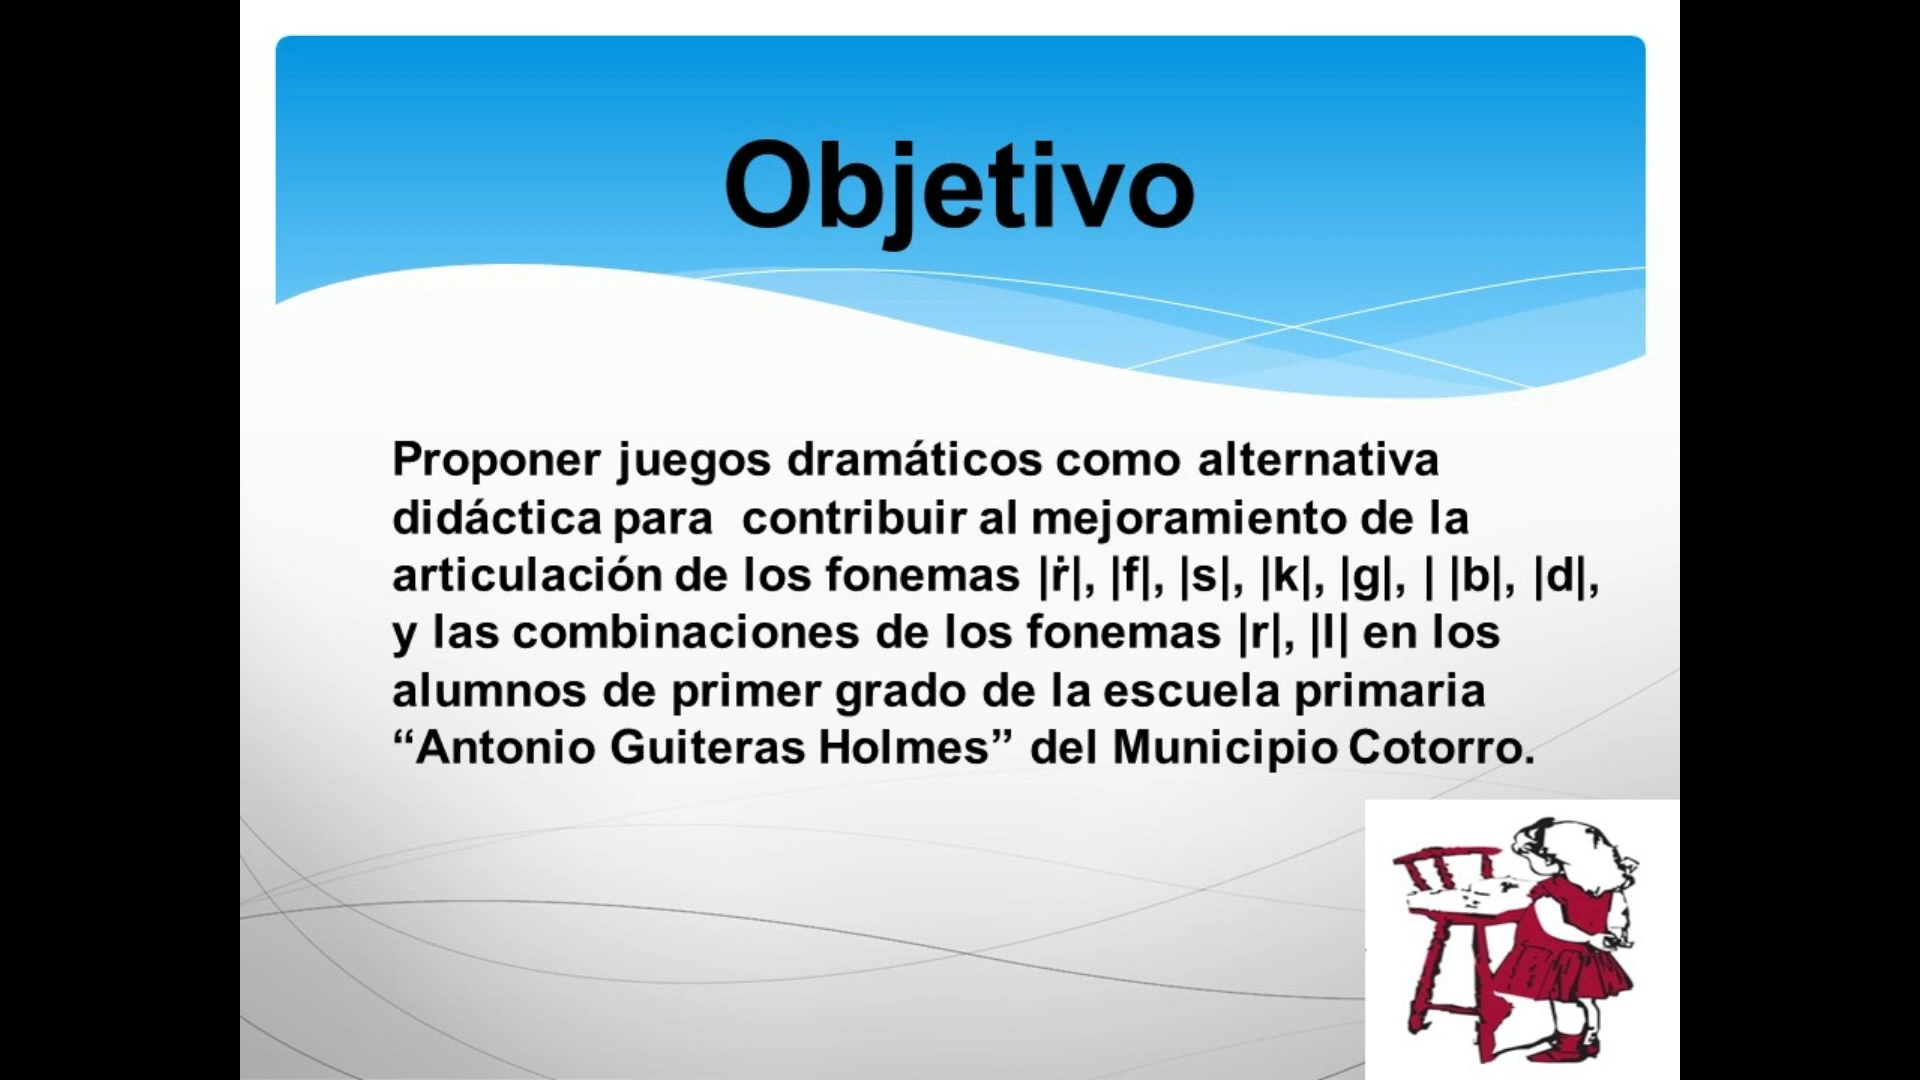 Objetivo
Proponer juegos dramáticos como alternativa
didáctica para  contribuir al mejoramiento de la
articulación de los fonemas |ṙ|, |f|, |s|, |k|, |g|, | |b|, |d|,
y las combinaciones de los fonemas |r|, |l| en los
alumnos de primer grado de la escuela primaria
“Antonio Guiteras Holmes” del Municipio Cotorro.